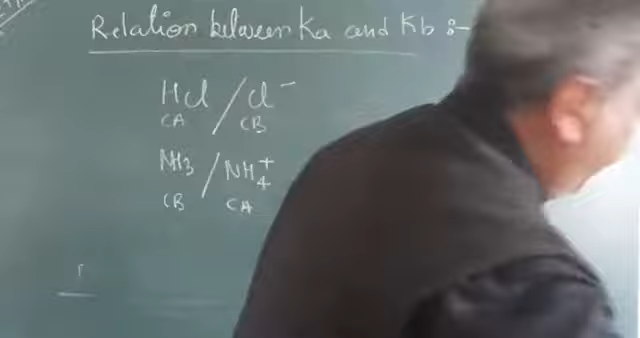 Relation between Ka and Kb :-
HCl / Cl⁻
CA CB
NH3 / NH4⁺
CB CA